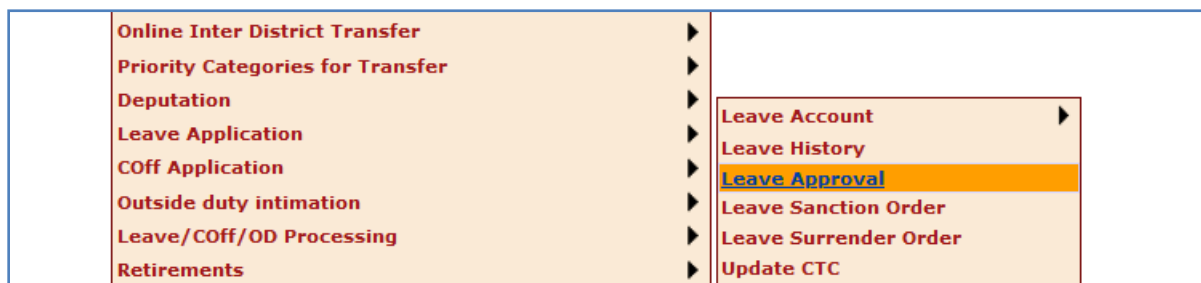 Online Inter District Transfer
Priority Categories for Transfer
Deputation
Leave Application
COff Application
Outside duty intimation
Leave/COff/OD Processing
Retirements
Leave Account
Leave History
Leave Approval
Leave Sanction Order
Leave Surrender Order
Update CTC